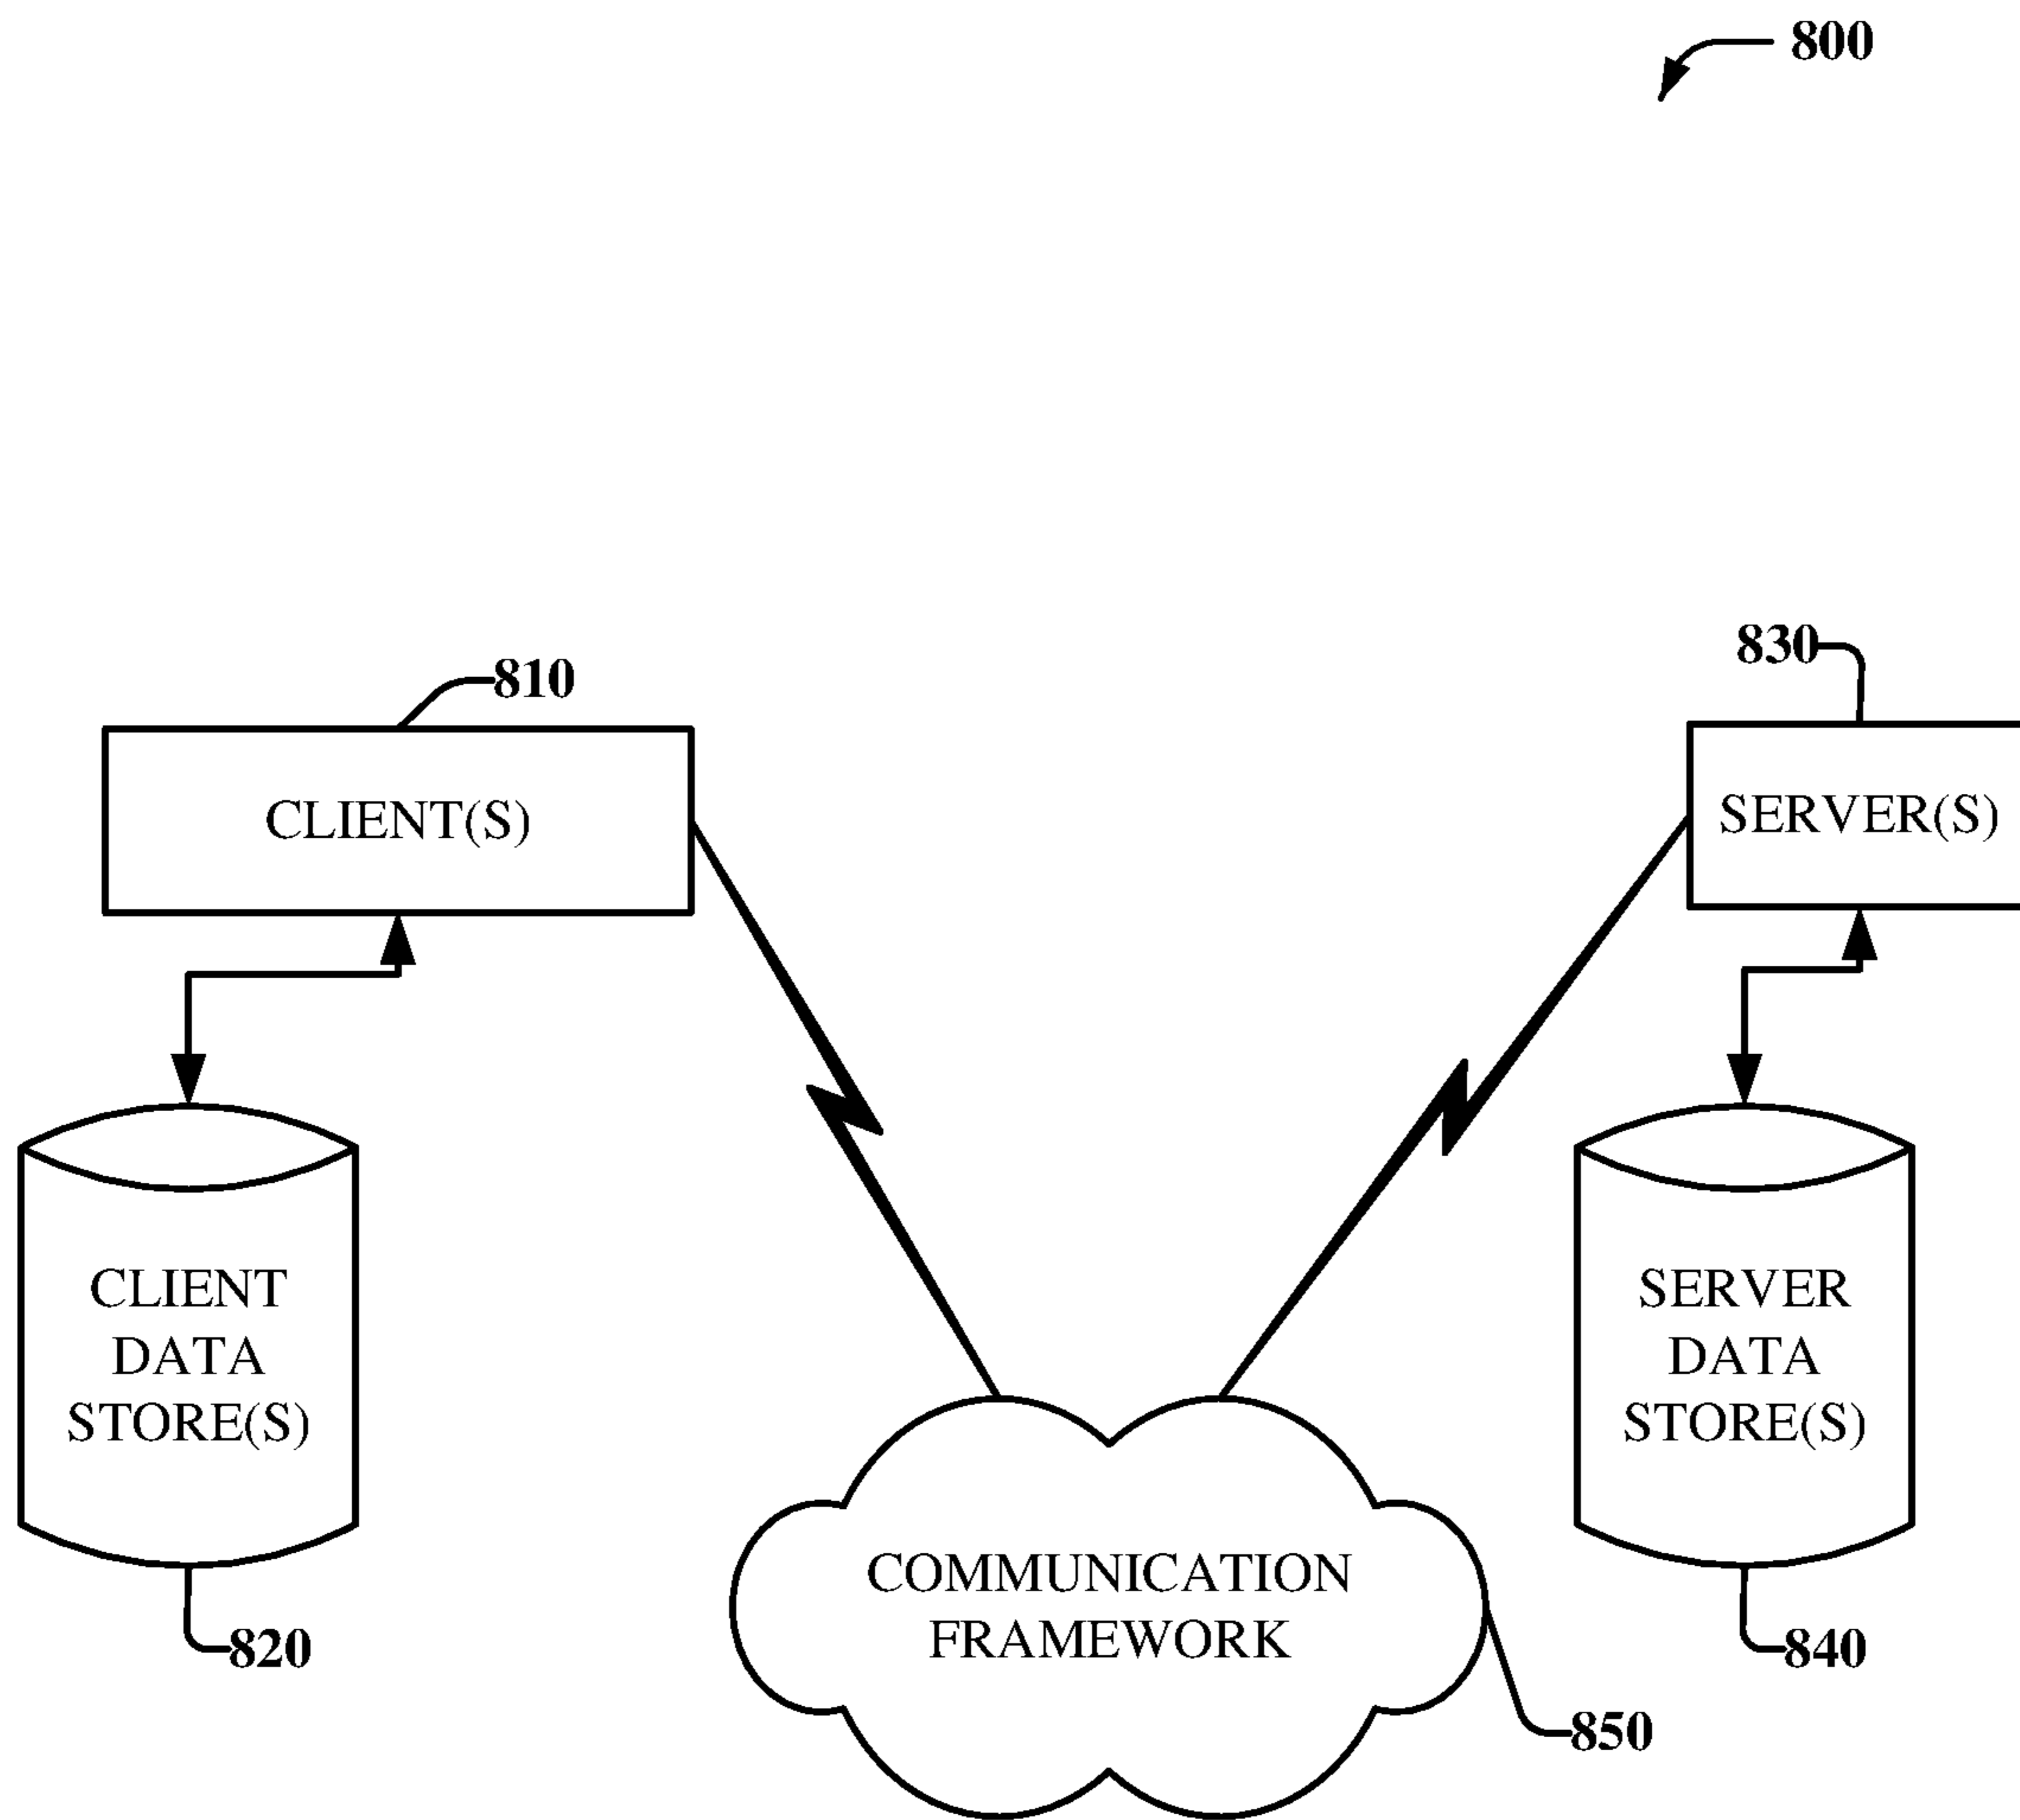 800
810
830
CLIENT(S)
SERVER(S)
CLIENT
DATA
STORE(S)
SERVER
DATA
STORE(S)
COMMUNICATION
FRAMEWORK
820
840
850